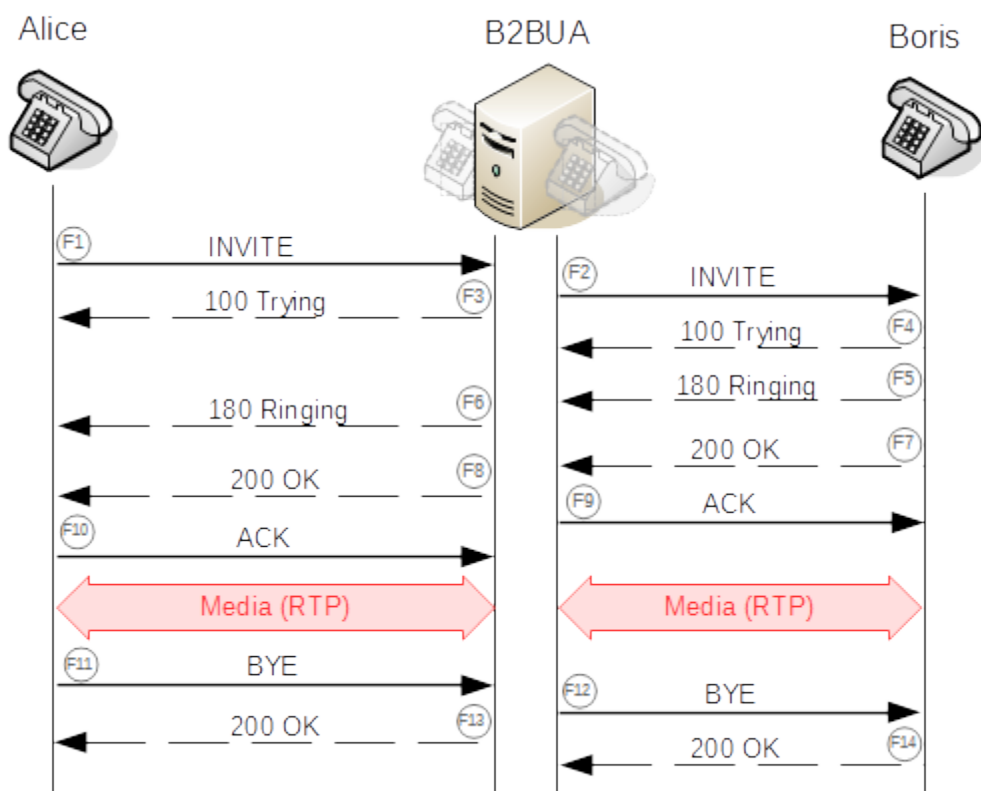 Alice
B2BUA
Boris
F1
INVITE
F2
INVITE
100 Trying
F3
100 Trying
F4
180 Ringing
F5
180 Ringing
F6
200 OK
F7
200 OK
F8
F9
ACK
F10
ACK
Media (RTP)
Media (RTP)
F11
BYE
F12
BYE
200 OK
F13
200 OK
F14